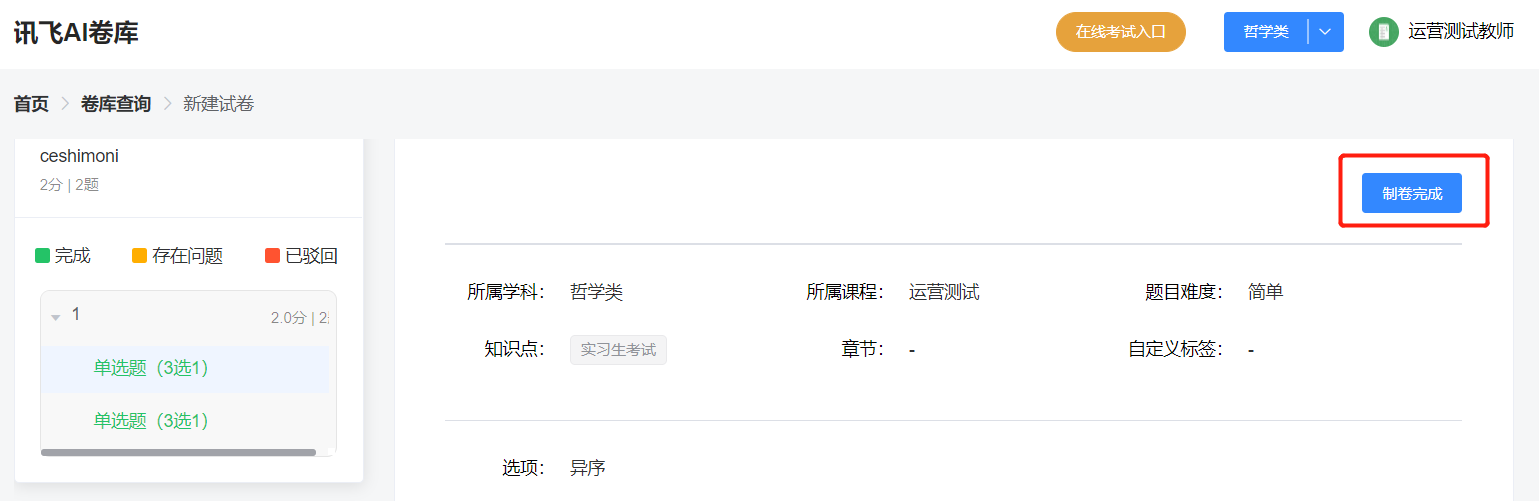 讯飞AI卷库
在线考试入口
哲学类
运营测试教师
首页 > 卷库查询 > 新建试卷
ceshimoni
2分 | 2题
完成 存在问题 已驳回
1 2.0分 | 2
单选题（3选1）
单选题（3选1）
制卷完成
所属学科： 哲学类 所属课程： 运营测试 题目难度： 简单
知识点： 实习生考试 章节： - 自定义标签： -
选项： 异序